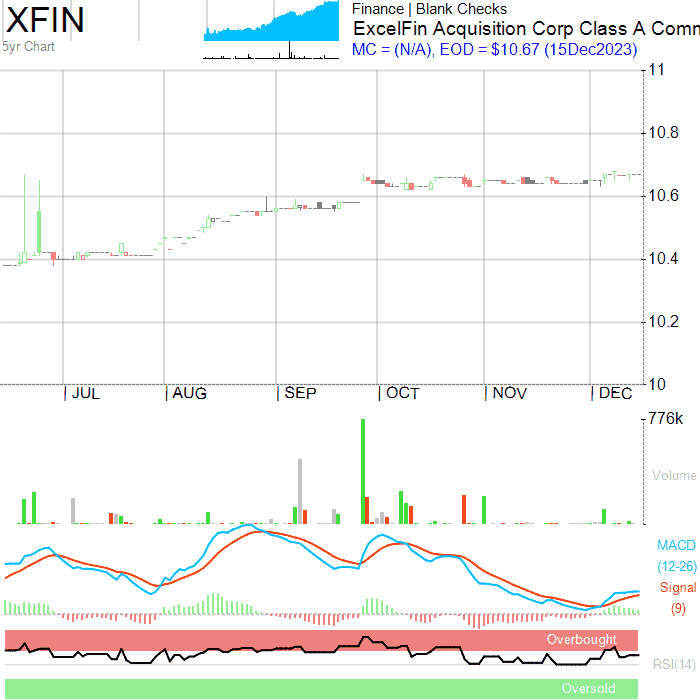 XFIN
Finance | Blank Checks
ExcelFin Acquisition Corp Class A Comm
5yr Chart
MC = (N/A), EOD = $10.67 (15Dec2023)
11
10.8
10.6
10.4
10.2
10
| JUL | AUG | SEP | OCT | NOV | DEC
776k
Volume
MACD
(12-26)
Signal
(9)
Overbought
RSI(14)
Oversold